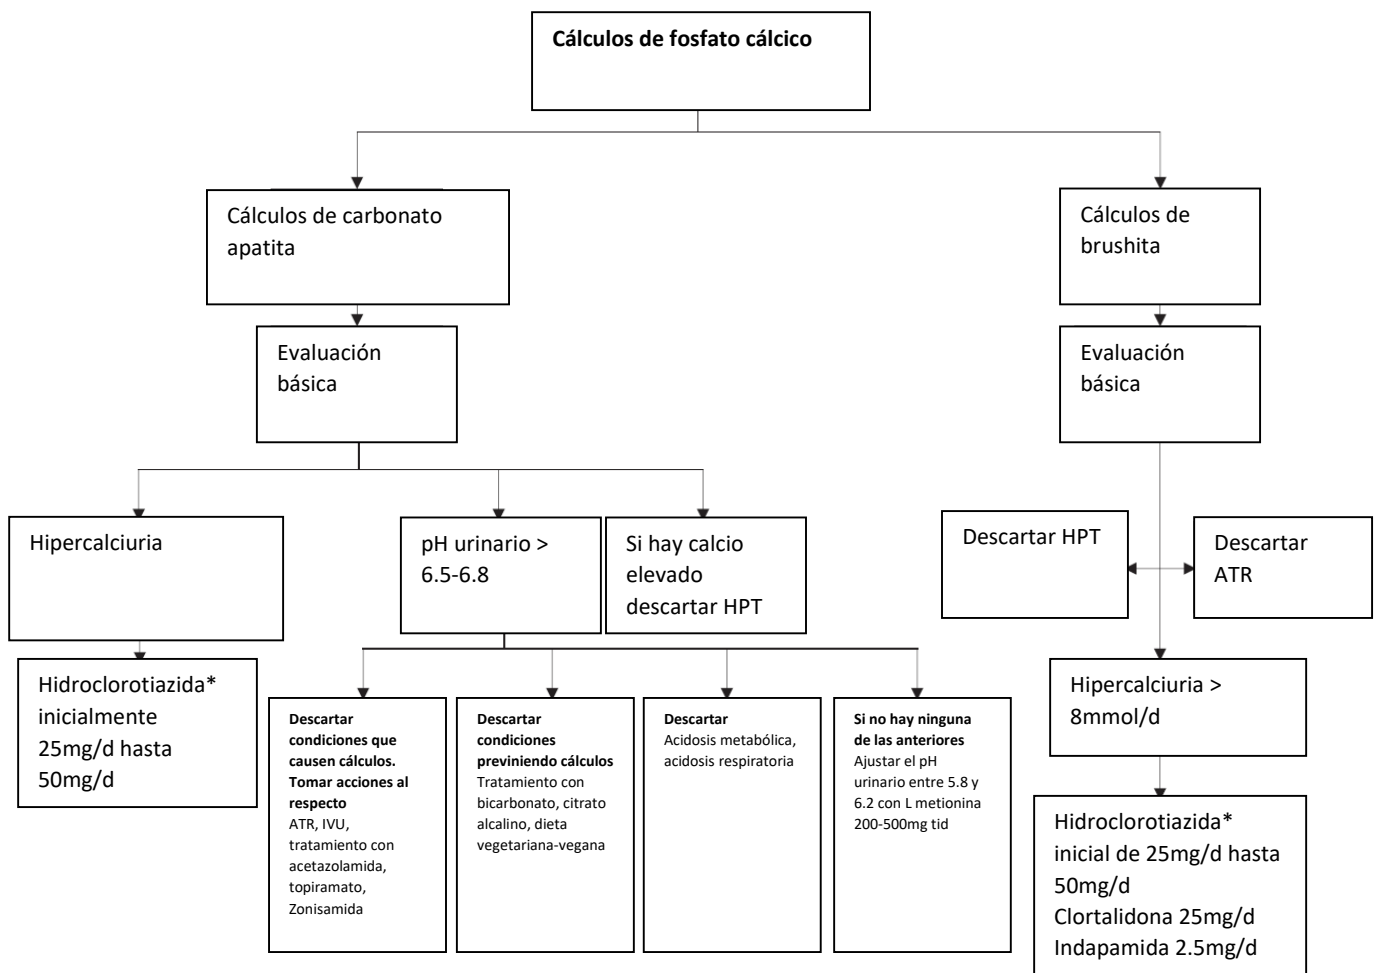 Cálculos de fosfato cálcico
Cálculos de carbonato
apatita
Cálculos de
brushita
Evaluación
básica
Evaluación
básica
Hipercalciuria
pH urinario >
6.5-6.8
Si hay calcio
elevado
descartar HPT
Descartar HPT
Descartar
ATR
Hidroclorotiazida*
inicialmente
25mg/d hasta
50mg/d
Descartar
condiciones que
causen cálculos.
Tomar acciones al
respecto
ATR, IVU,
tratamiento con
acetazolamida,
topiramato,
Zonisamida
Descartar
condiciones
previniendo cálculos
Tratamiento con
bicarbonato, citrato
alcalino, dieta
vegetariana-vegana
Descartar
Acidosis metabólica,
acidosis respiratoria
Si no hay ninguna
de las anteriores
Ajustar el pH
urinario entre 5.8 y
6.2 con L metionina
200-500mg tid
Hipercalciuria >
8mmol/d
Hidroclorotiazida*
inicial de 25mg/d hasta
50mg/d
Clortalidona 25mg/d
Indapamida 2.5mg/d